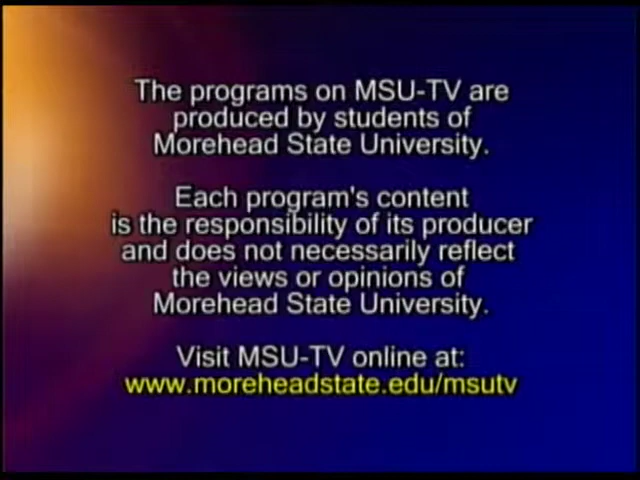 The programs on MSU-TV are
produced by students of
Morehead State University.
Each program's content
is the responsibility of its producer
and does not necessarily reflect
the views or opinions of
Morehead State University.
Visit MSU-TV online at:
www.moreheadstate.edu/msutv